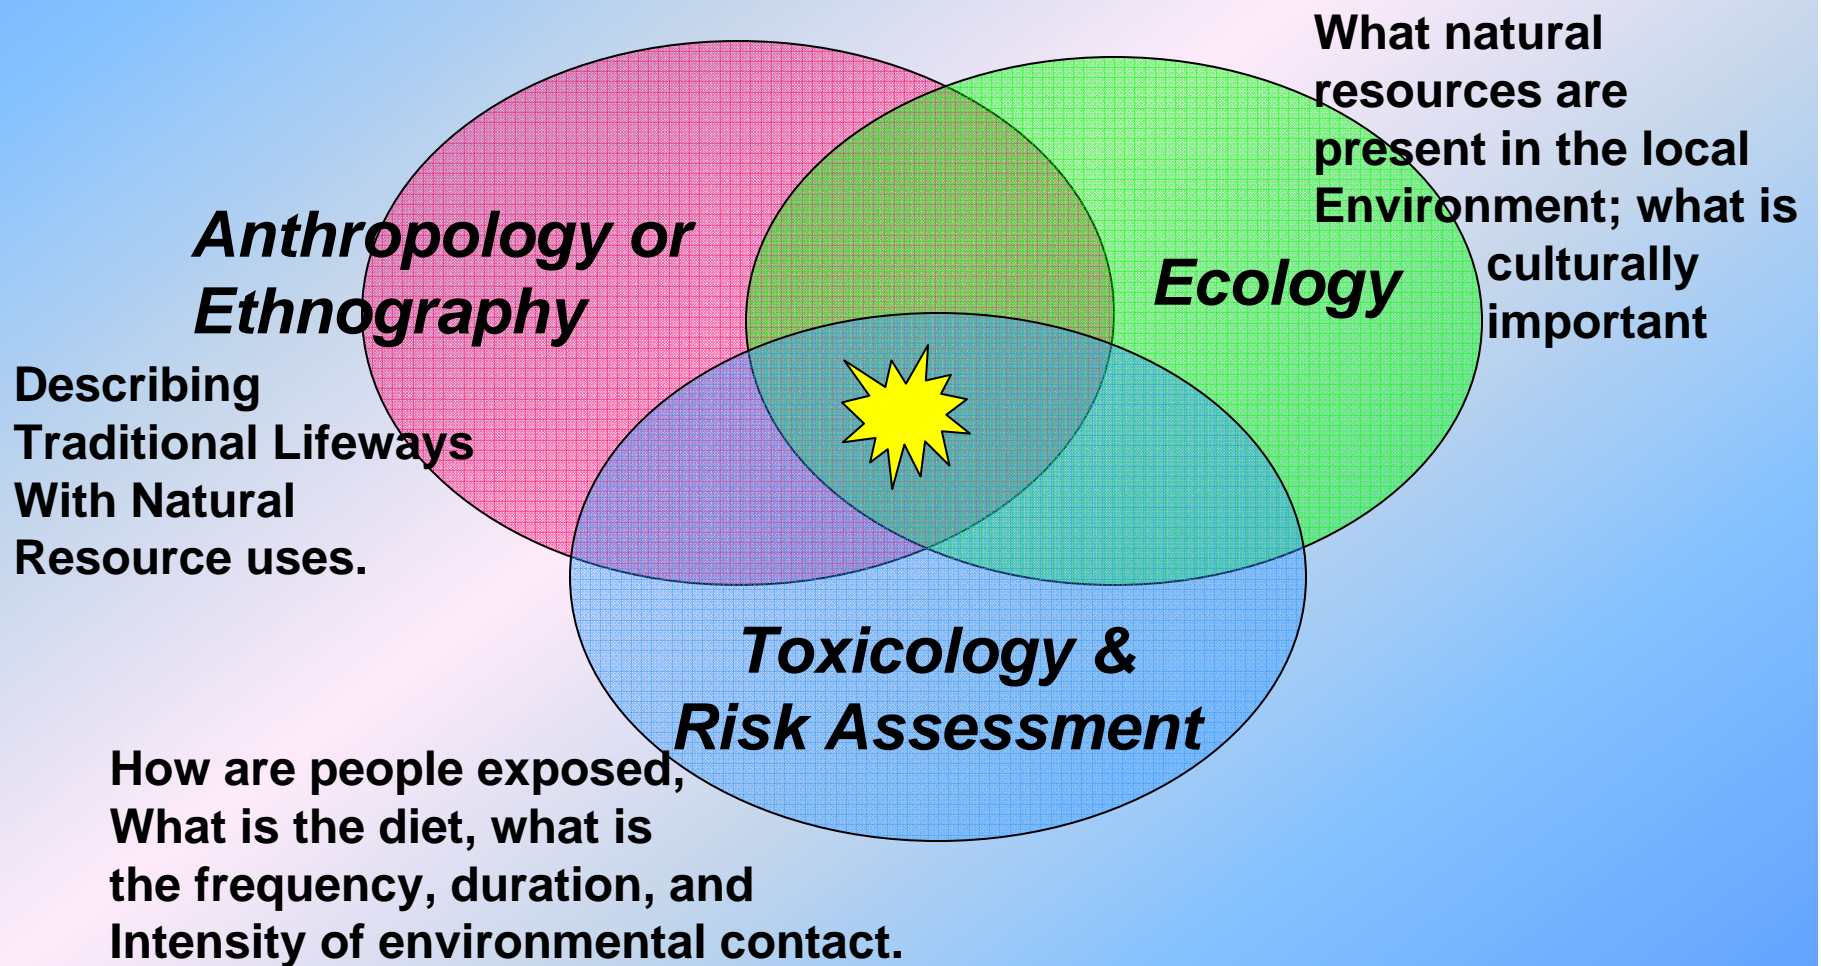 What natural
resources are
present in the local
Environment; what is
culturally
important
Anthropology or
Ethnography
Ecology
Describing
Traditional Lifeways
With Natural
Resource uses.
Toxicology &
Risk Assessment
How are people exposed,
What is the diet, what is
the frequency, duration, and
Intensity of environmental contact.